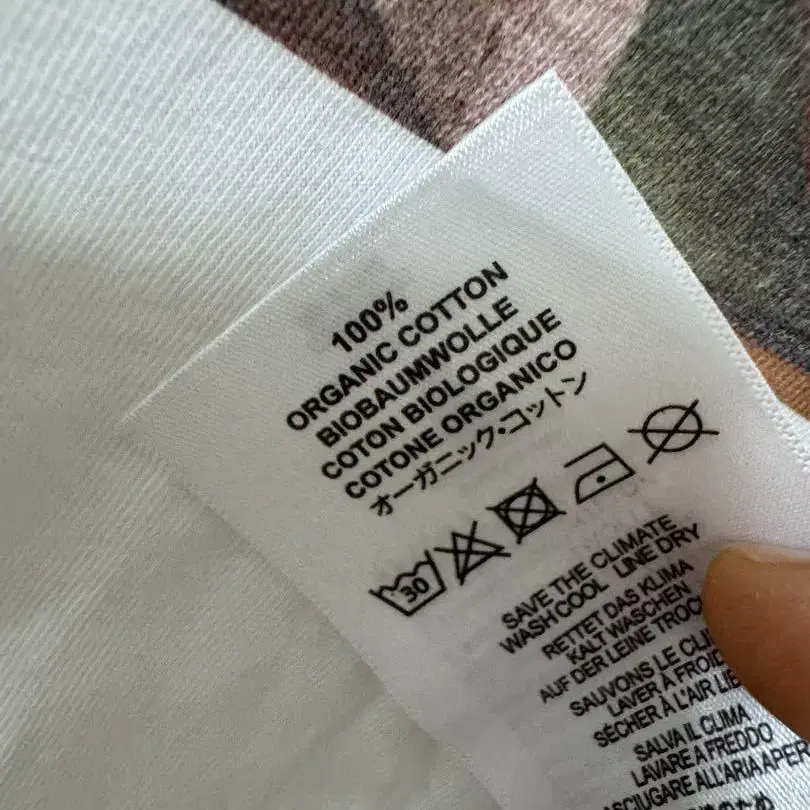 100%
ORGANIC COTTON
BIOBAUMWOLLE
COTON BIOLOGIQUE
COTONE ORGANICO
オーガニック・コットン
30
SAVE THE CLIMATE
WASH COOL LINE DRY
RETTET DAS KLIMA
KALT WASCHEN
AUF DER LEINE
SAUVONS LE
LAVER À
SÉCHER À L'AIR
SALVA IL CLIMA
LAVARE A FREDDO